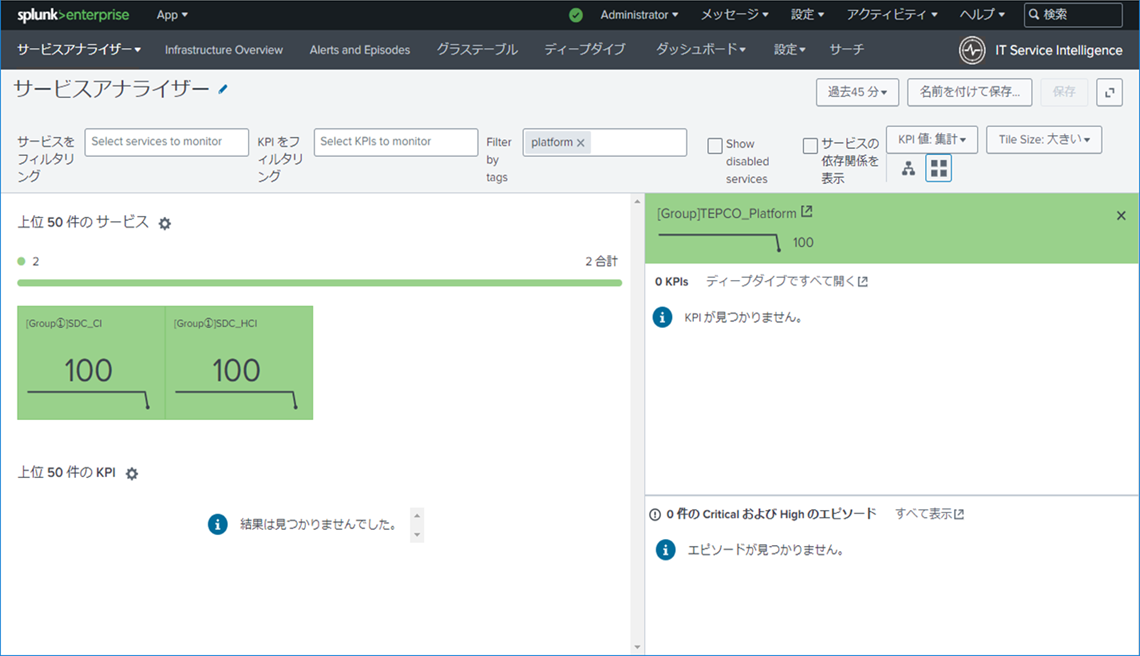 splunk>enterprise App ▾ Administrator ▾ メッセージ ▾ 設定 ▾ アクティビティ ▾ ヘルプ ▾ 検索
サービスアナライザー ▾ Infrastructure Overview Alerts and Episodes グラステーブル ディープダイブ ダッシュボード ▾ 設定 ▾ サーチ IT Service Intelligence
サービスアナライザー
過去45 分 ▾ 名前を付けて保存... 保存
サービスを
フィルタリ
ング
Select services to monitor
KPI をフ
ィルタリ
ング
Select KPIs to monitor
Filter
by
tags
platform ×
Show
disabled
services
サービスの
依存関係を
表示
KPI 値: 集計 ▾
Tile Size: 大きい ▾
上位 50 件の サービス
2 2 合計
[Group①]SDC_CI
100
[Group①]SDC_HCI
100
上位 50 件の KPI
結果は見つかりませんでした。
[Group]TEPCO_Platform ×
100
0 KPIs ディープダイブですべて開く
KPI が見つかりません。
0 件の Critical および High のエピソード すべて表示
エピソードが見つかりません。